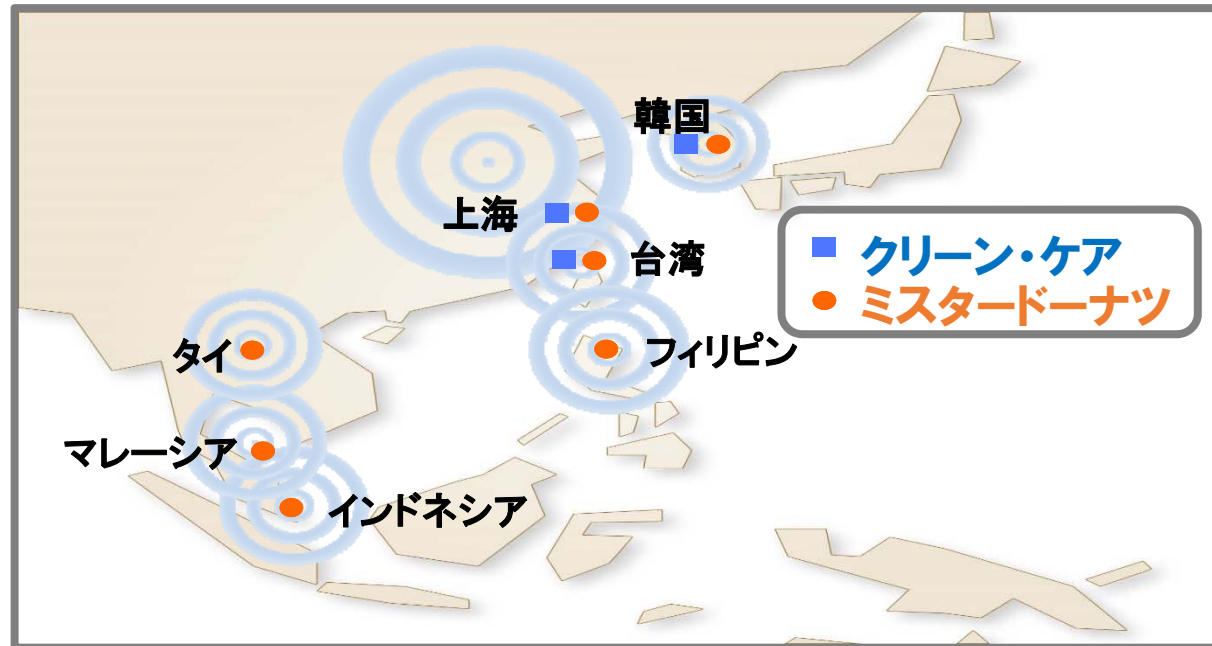 韓国
上海
台湾
クリーン・ケア
ミスタードーナツ
タイ
フィリピン
マレーシア
インドネシア